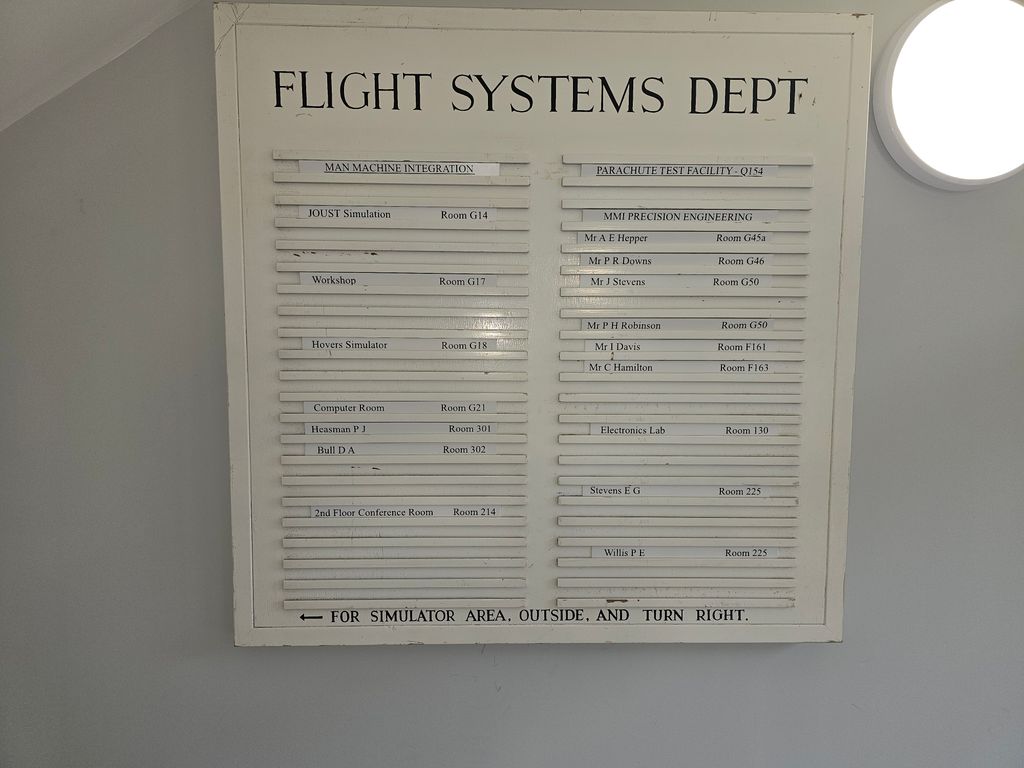 FLIGHT SYSTEMS DEPT
MAN MACHINE INTEGRATION
JOUST Simulation Room G14
Workshop Room G17
Hovers Simulator Room G18
Computer Room Room G21
Heasman P J Room 301
Bull D A Room 302
2nd Floor Conference Room Room 214
PARACHUTE TEST FACILITY - Q154
MMI PRECISION ENGINEERING
Mr A E Hepper Room G45a
Mr P R Downs Room G46
Mr J Stevens Room G50
Mr P H Robinson Room G50
Mr I Davis Room F161
Mr C Hamilton Room F163
Electronics Lab Room 130
Stevens E G Room 225
Willis P E Room 225
← FOR SIMULATOR AREA, OUTSIDE, AND TURN RIGHT.